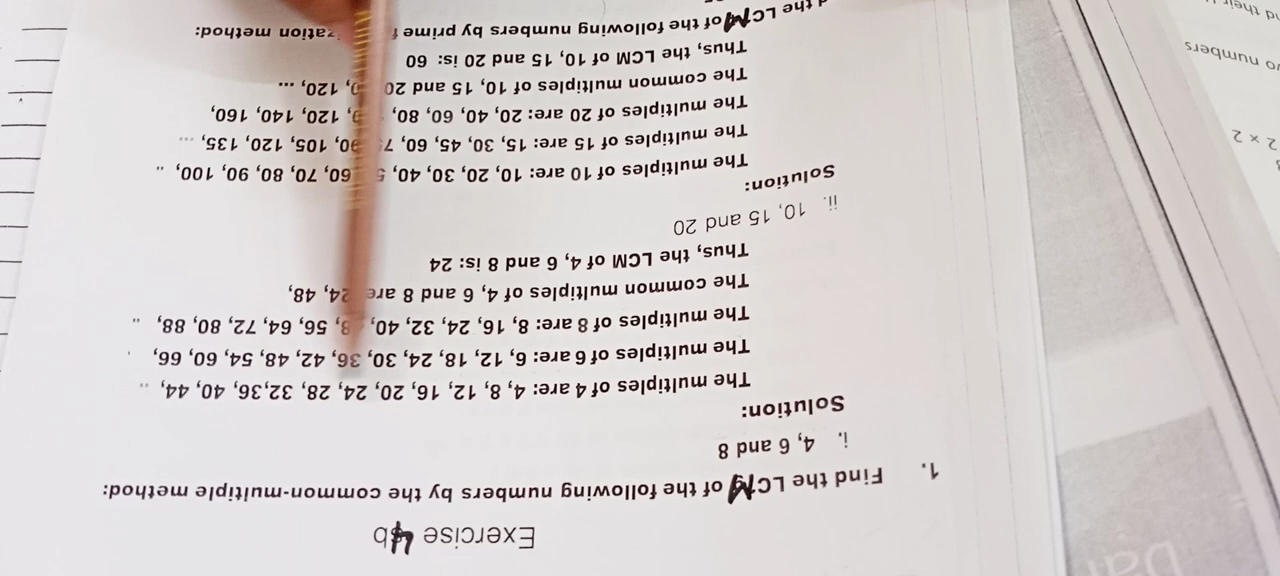 Exercise 4b
1. Find the LCM of the following numbers by the common-multiple method:
i. 4, 6 and 8
Solution:
The multiples of 4 are: 4, 8, 12, 16, 20, 24, 28, 32,36, 40, 44, ..
The multiples of 6 are: 6, 12, 18, 24, 30, 36, 42, 48, 54, 60, 66,
The multiples of 8 are: 8, 16, 24, 32, 40, 56, 64, 72, 80, 88, ..
The common multiples of 4, 6 and 8 are 24, 48,
Thus, the LCM of 4, 6 and 8 is: 24
ii. 10, 15 and 20
Solution:
The multiples of 10 are: 10, 20, 30, 40, 60, 70, 80, 90, 100, ..
The multiples of 15 are: 15, 30, 45, 60, 90, 105, 120, 135, ...
The multiples of 20 are: 20, 40, 60, 80, 120, 140, 160,
The common multiples of 10, 15 and 20 120, ...
Thus, the LCM of 10, 15 and 20 is: 60
the LCM of the following numbers by prime method:
2 × 2
numbers